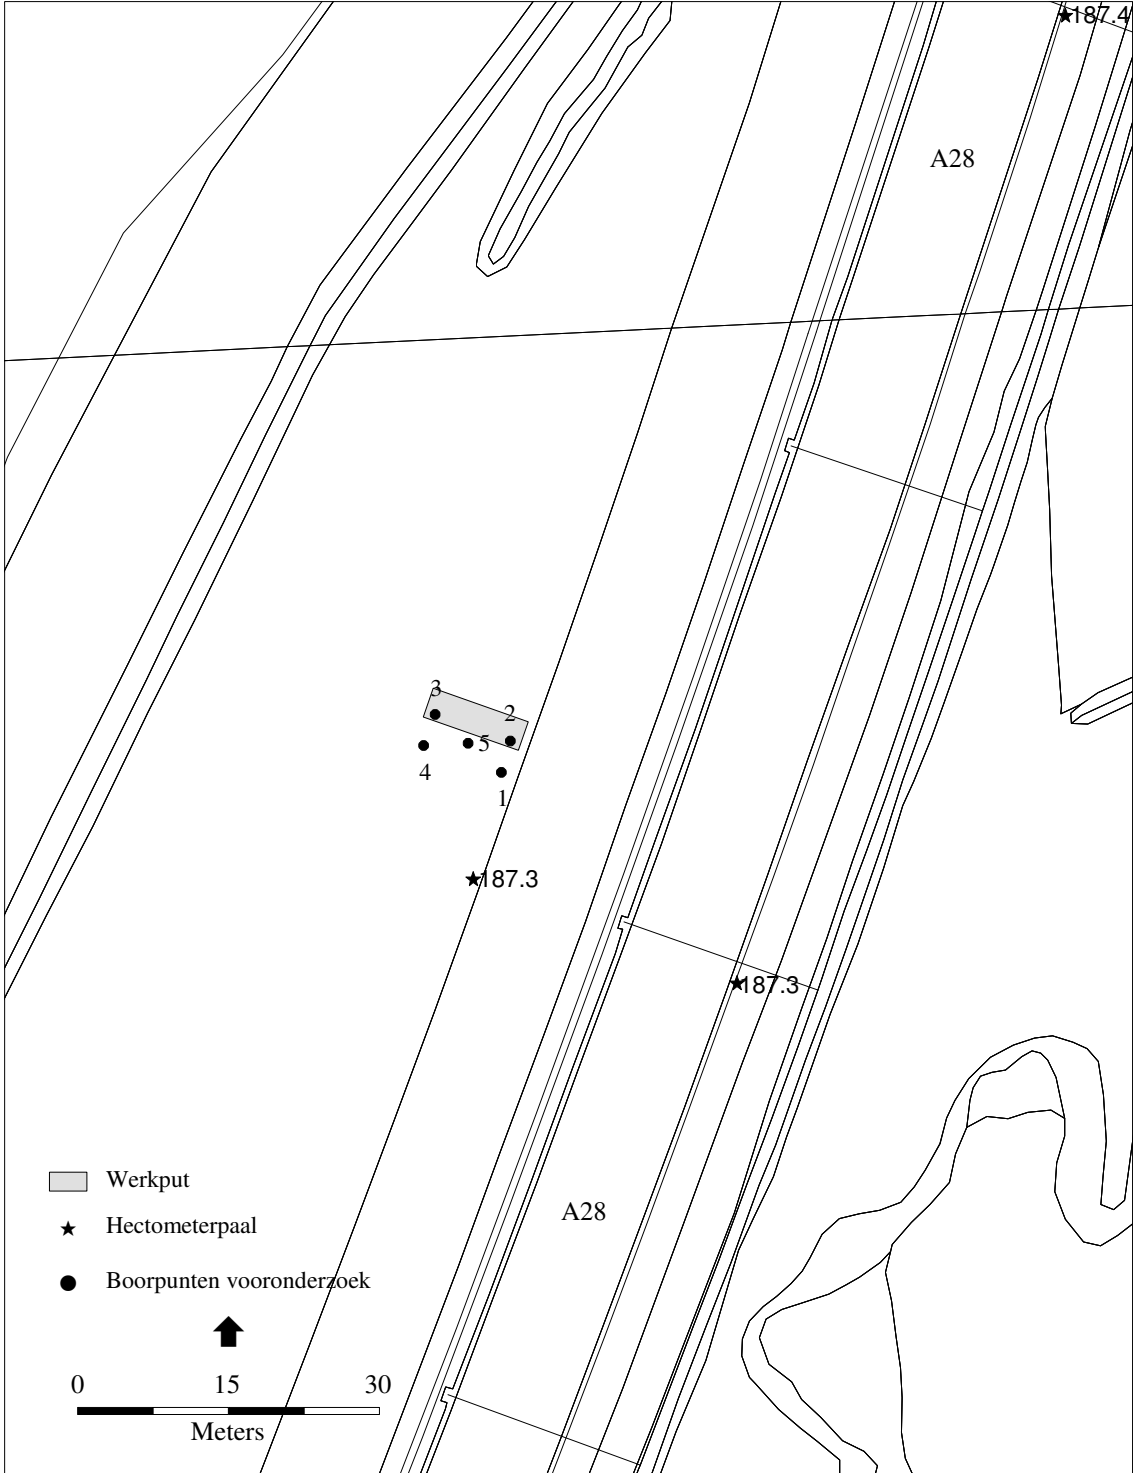 187.4
A28
3
2
5
4
1
187.3
187.3
Werkput
A28
Hectometerpaal
Boorpunten vooronderzoek
0 15 30
Meters